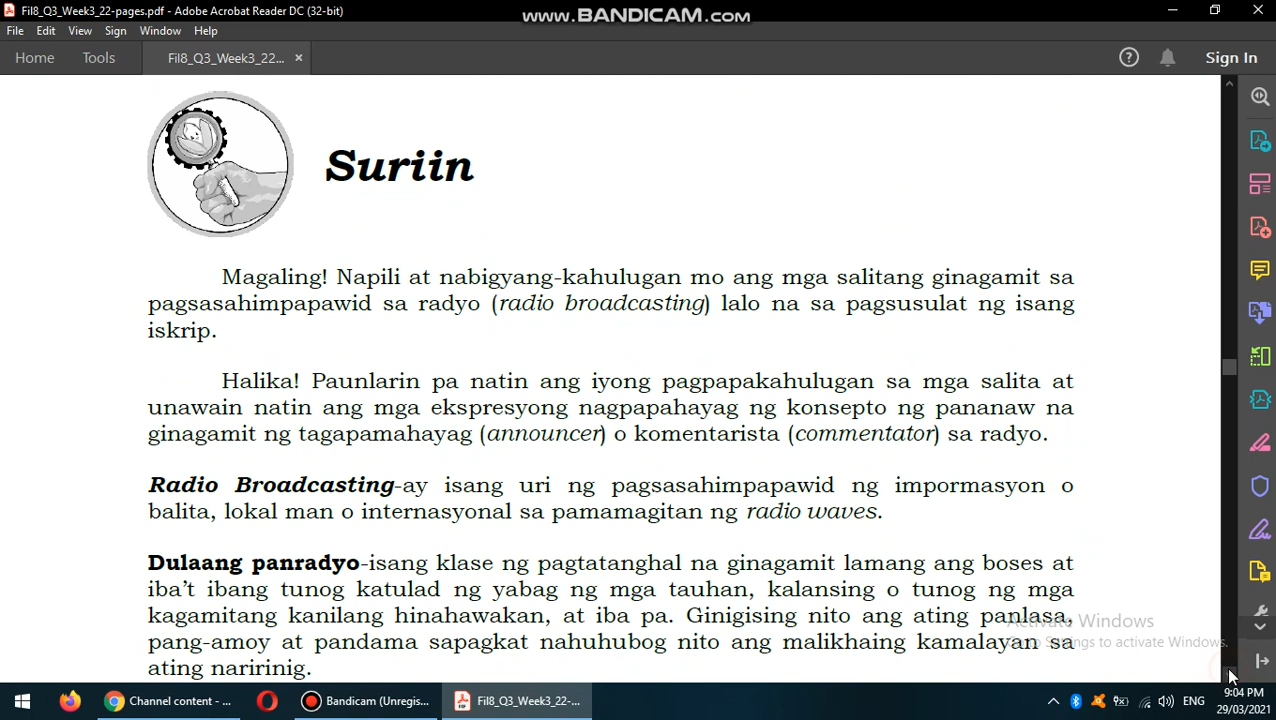 Fil8_Q3_Week3_22-pages.pdf - Adobe Acrobat Reader DC (32-bit)
www.BANDICAM.com
File Edit View Sign Window Help
Home Tools Fil8_Q3_Week3_22... × Sign In
Suriin
Magaling! Napili at nabigyang-kahulugan mo ang mga salitang ginagamit sa
pagsasahimpapawid sa radyo (radio broadcasting) lalo na sa pagsusulat ng isang
iskrip.
Halika! Paunlarin pa natin ang iyong pagpapakahulugan sa mga salita at
unawain natin ang mga ekspresyong nagpapahayag ng konsepto ng pananaw na
ginagamit ng tagapamahayag (announcer) o komentarista (commentator) sa radyo.
Radio Broadcasting-ay isang uri ng pagsasahimpapawid ng impormasyon o
balita, lokal man o internasyonal sa pamamagitan ng radio waves.
Dulaang panradyo-isang klase ng pagtatanghal na ginagamit lamang ang boses at
iba't ibang tunog katulad ng yabag ng mga tauhan, kalansing o tunog ng mga
kagamitang kanilang hinahawakan, at iba pa. Ginigising nito ang ating panlasa,
pang-amoy at pandama sapagkat nahuhubog nito ang malikhaing kamalayan sa
ating naririnig.
Activate Windows
Go to Settings to activate Windows.
Channel content - ... Bandicam (Unregis... Fil8_Q3_Week3_22-... ENG 9:04 PM
29/03/2021